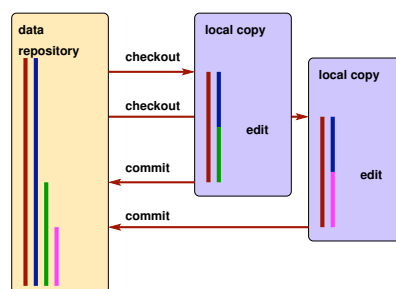 data
repository
checkout
checkout
commit
commit
local copy
edit
local copy
edit